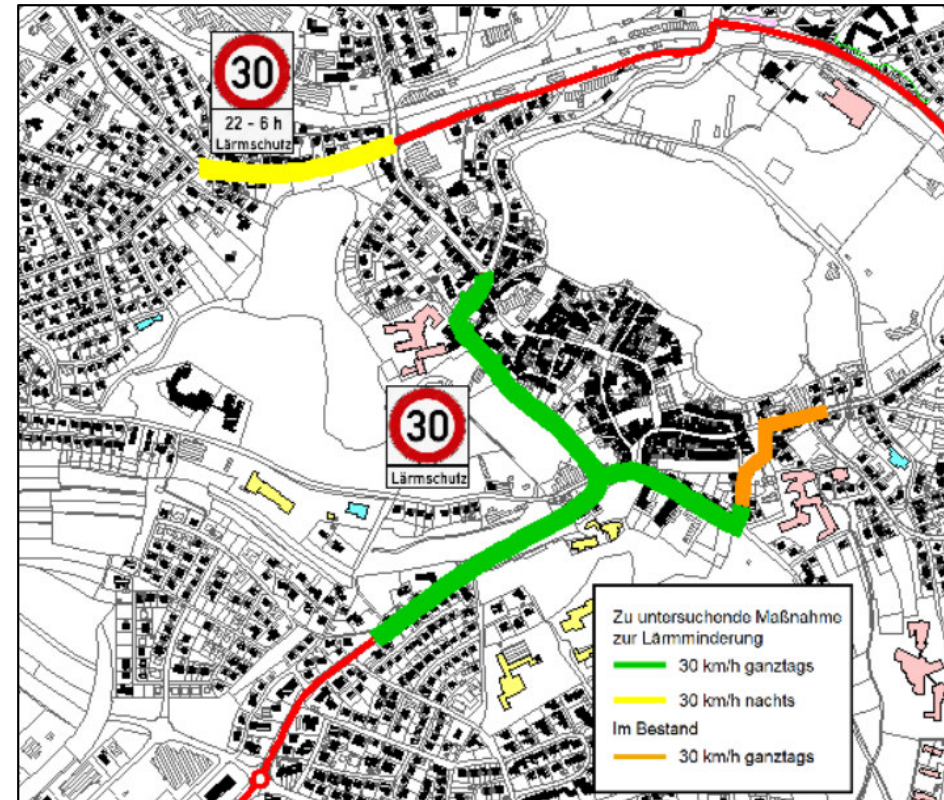 30
22 - 6 h
Lärmschutz
30
Lärmschutz
Zu untersuchende Maßnahme
zur Lärmminderung
30 km/h ganztags
30 km/h nachts
Im Bestand
30 km/h ganztags